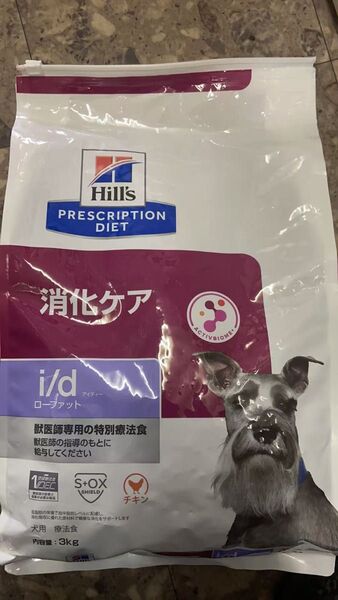 Hill's
PRESCRIPTION
DIET
消化ケア
ACTIVBIOME+
i/d
アイディー
ローファット
獣医師専用の特別療法食
獣医師の指導のもとに
給与してください
S+OX
SHIELD
チキン
犬用 療法食
内容量：3kg